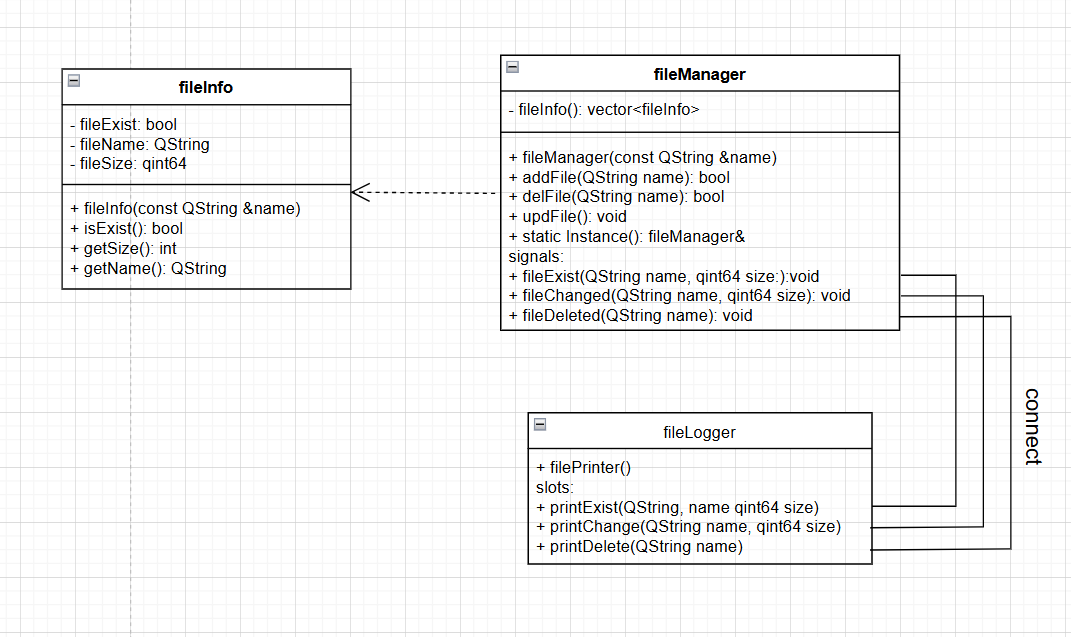 fileInfo
- fileExist: bool
- fileName: QString
- fileSize: qint64
+ fileInfo(const QString &name)
+ isExist(): bool
+ getSize(): int
+ getName(): QString
fileManager
- fileInfo(): vector<fileInfo>
+ fileManager(const QString &name)
+ addFile(QString name): bool
+ delFile(QString name): bool
+ updFile(): void
+ static Instance(): fileManager&
signals:
+ fileExist(QString name, qint64 size:):void
+ fileChanged(QString name, qint64 size): void
+ fileDeleted(QString name): void
connect
fileLogger
+ filePrinter()
slots:
+ printExist(QString, name qint64 size)
+ printChange(QString name, qint64 size)
+ printDelete(QString name)